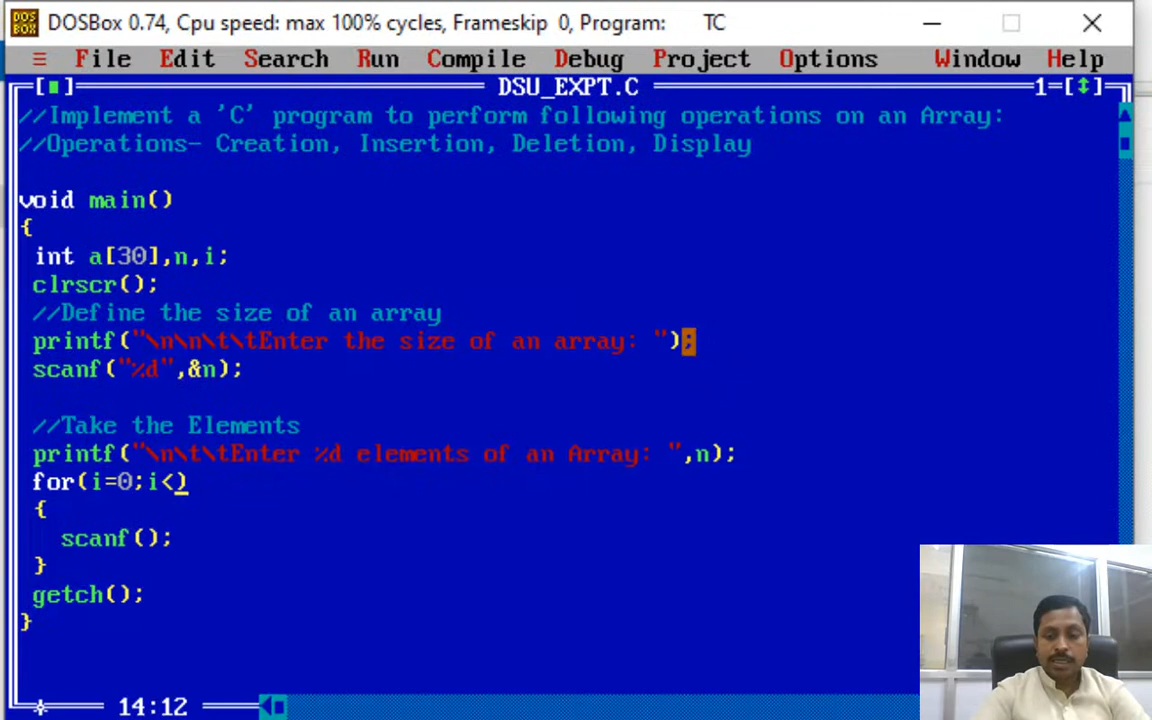 DOS
BOX
DOSBox 0.74, Cpu speed: max 100% cycles, Frameskip 0, Program: TC
≡ File Edit Search Run Compile Debug Project Options Window Help
DSU_EXPT.C 1=[↕]
//Implement a 'C' program to perform following operations on an Array:
//Operations- Creation, Insertion, Deletion, Display
void main()
{
int a[30],n,i;
clrscr();
//Define the size of an array
printf("\n\n\t\tEnter the size of an array: ");
scanf("%d",&n);
//Take the Elements
printf("\n\t\tEnter %d elements of an Array: ",n);
for(i=0;i<)
{
scanf();
}
getch();
}
14:12